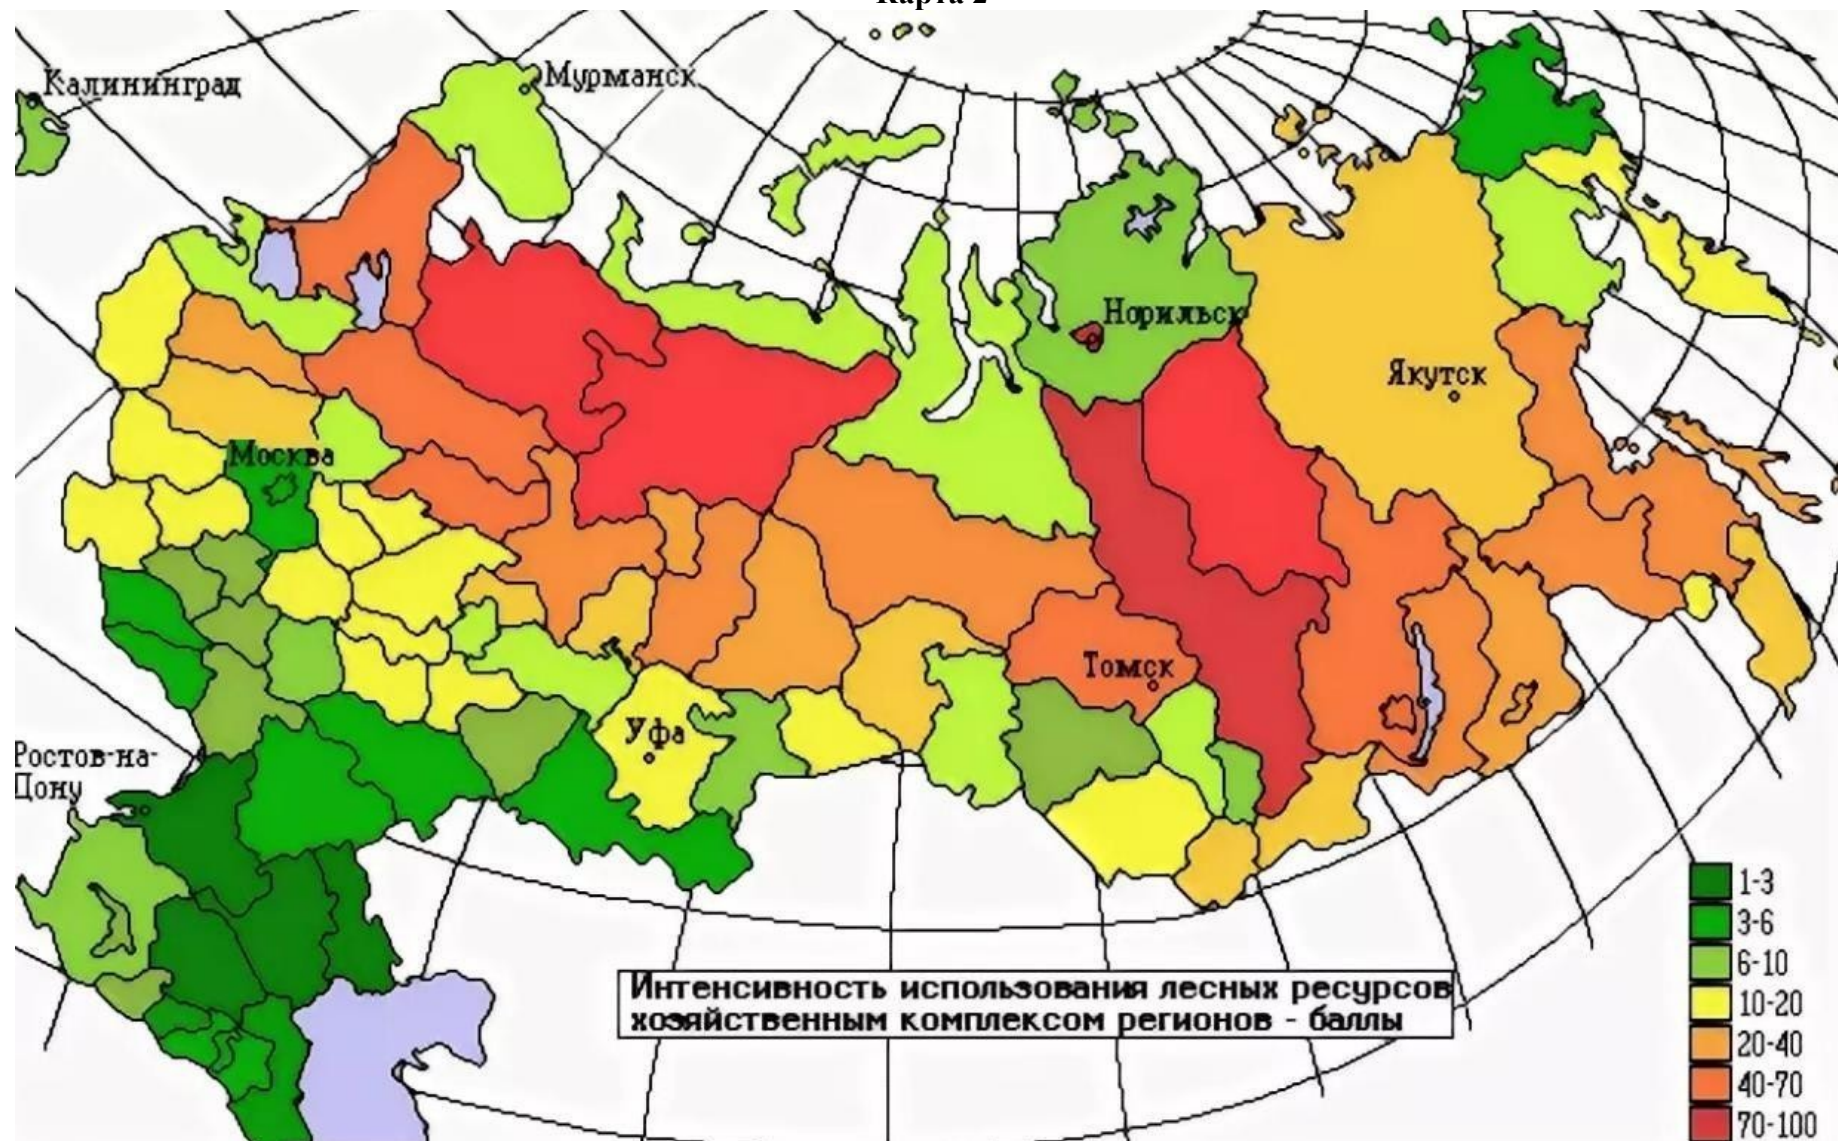 Карта 2
Калининград
Мурманск
Норильск
Якутск
Москва
Томск
Уфа
Ростов-на-
Дону
1-3
3-6
6-10
10-20
20-40
40-70
70-100
Интенсивность использования лесных ресурсов
хозяйственным комплексом регионов - баллы